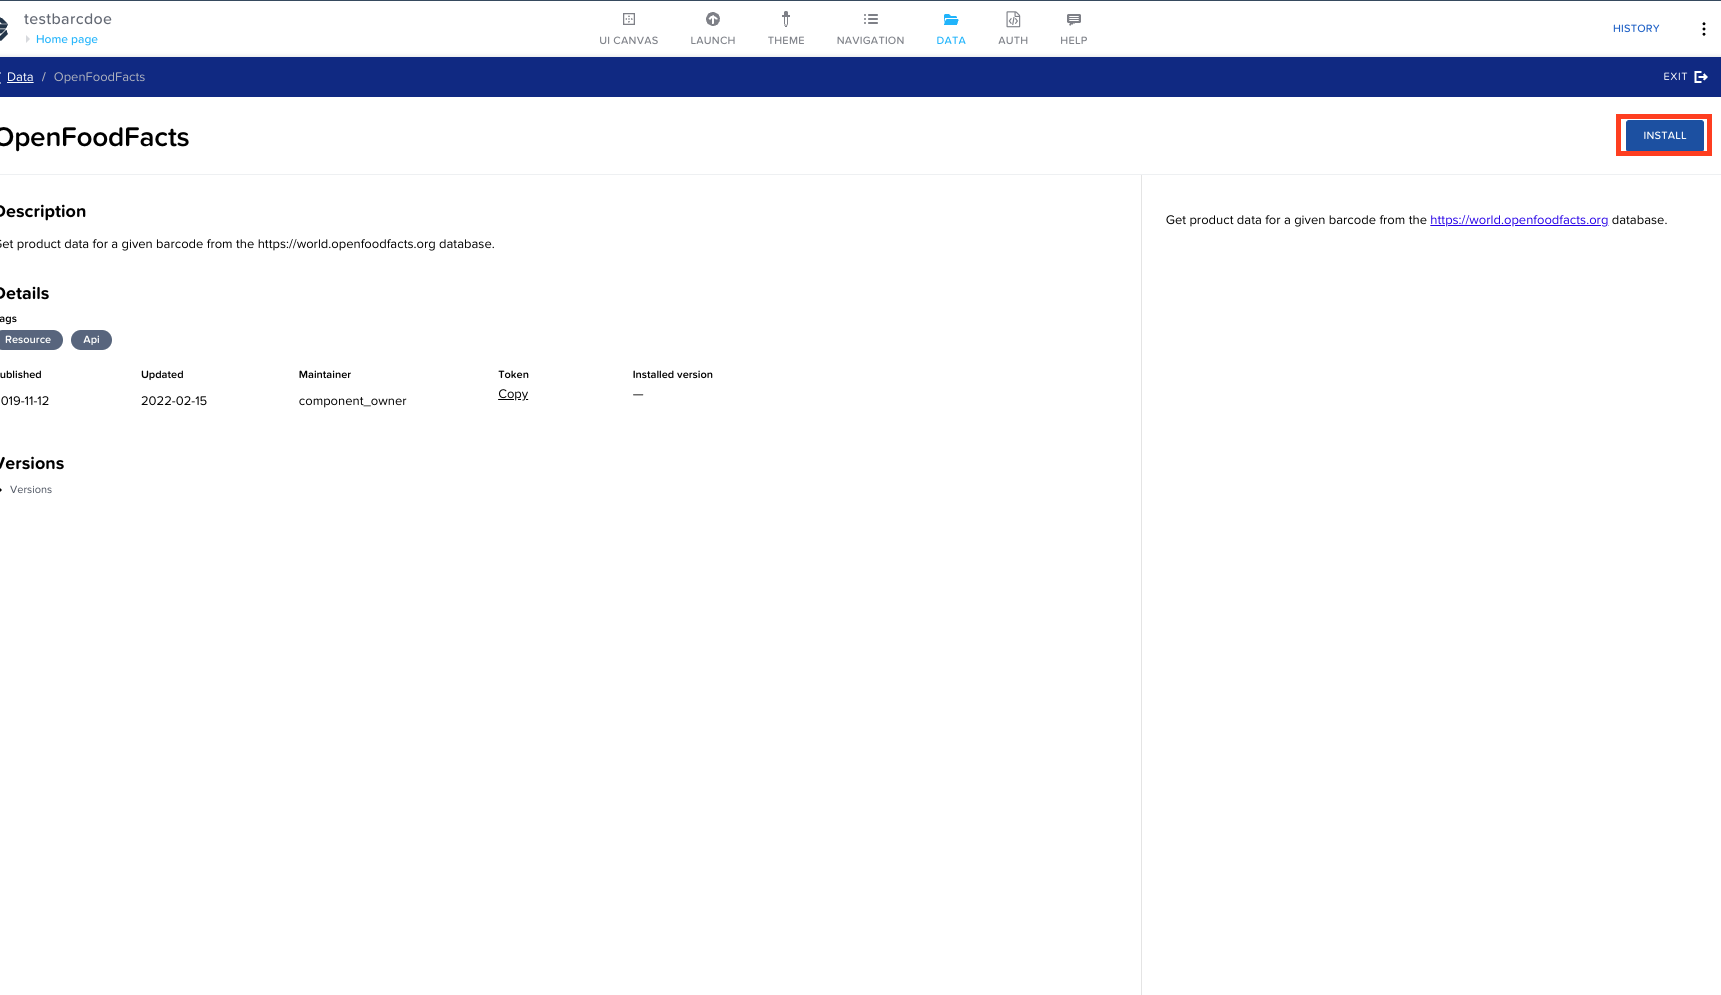 testbarcdoe
Home page
UI CANVAS
LAUNCH
THEME
NAVIGATION
DATA
AUTH
HELP
HISTORY
Data / OpenFoodFacts
EXIT
OpenFoodFacts
INSTALL
Description
Get product data for a given barcode from the https://world.openfoodfacts.org database.
Get product data for a given barcode from the https://world.openfoodfacts.org database.
Details
ags
Resource Api
ublished Updated Maintainer Token Installed version
Copy —
019-11-12 2022-02-15 component_owner
Versions
Versions